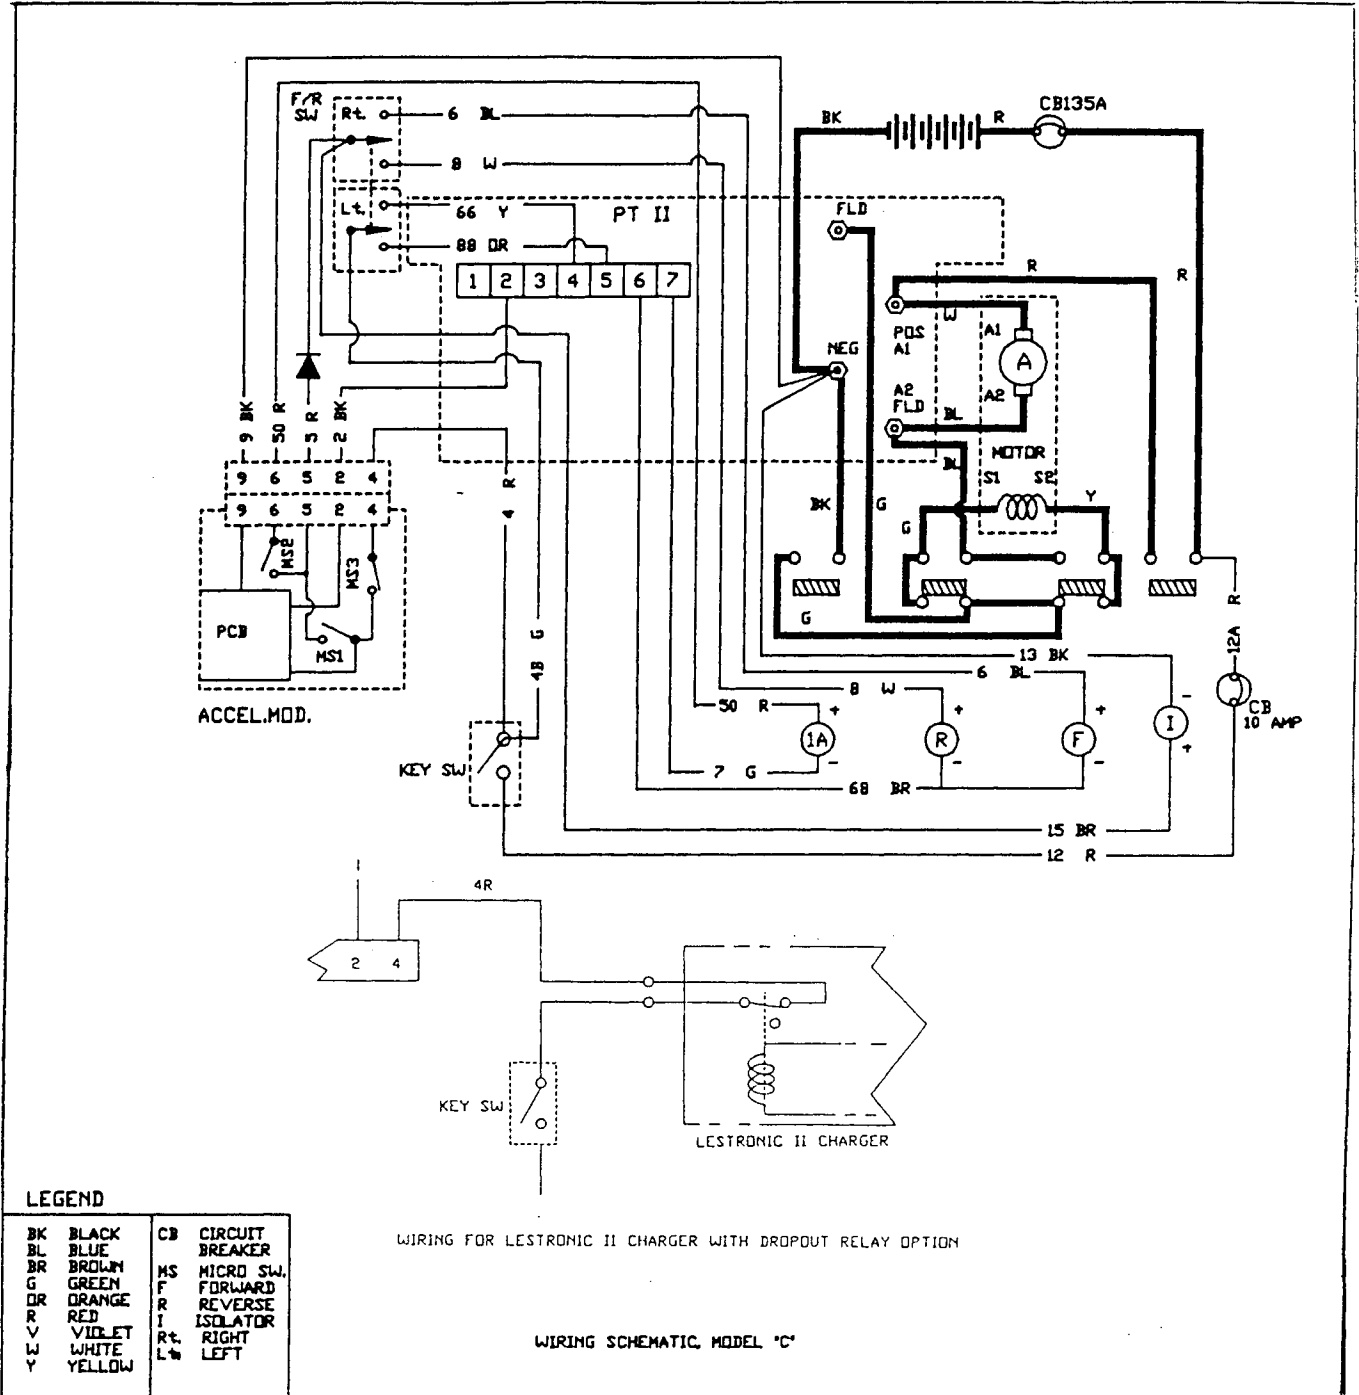 F/R
SW
Rt.
6 BL
8 W
Lt.
66 Y
88 OR
PT II
1 2 3 4 5 6 7
BK
R
CB135A
FLD
R
R
W
POS
A1
A1
A
NEG
A2
FLD
A2
BL
MOTOR
BL
S1 S2
Y
BK
G
G
G
9 BK
50 R
5 R
2 BK
9 6 5 2 4
9 6 5 2 4
MS2
MS3
PCB
MS1
ACCEL.MOD.
4 R
4B G
KEY SW
13 BK
6 BL
8 W
50 R
+
1A
-
+
R
-
+
F
-
-
I
+
7 G
68 BR
15 BR
12 R
12A R
CB
10 AMP
4R
2 4
KEY SW
LESTRONIC II CHARGER
WIRING FOR LESTRONIC II CHARGER WITH DROPOUT RELAY OPTION
LEGEND
BK BLACK
BL BLUE
BR BROWN
G GREEN
OR ORANGE
R RED
V VIOLET
W WHITE
Y YELLOW
CB CIRCUIT
BREAKER
MS MICRO SW.
F FORWARD
R REVERSE
I ISOLATOR
Rt. RIGHT
Lt. LEFT
WIRING SCHEMATIC, MODEL "C"